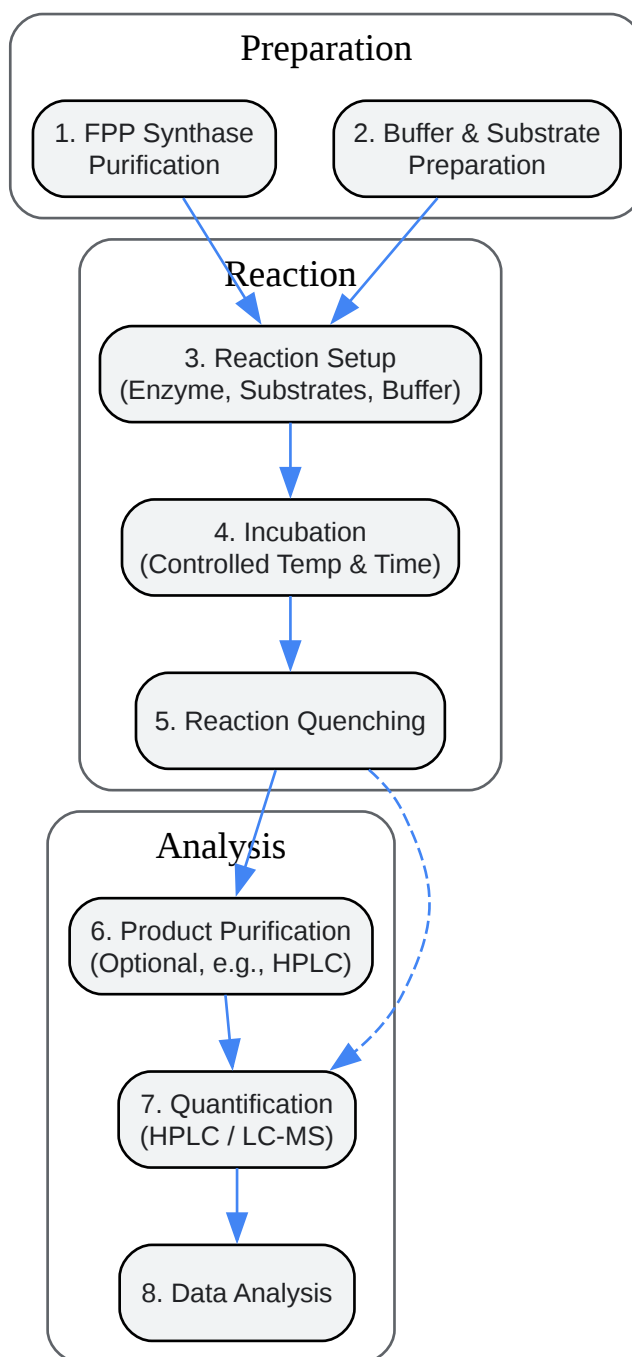 Preparation
1. FPP Synthase
Purification
2. Buffer & Substrate
Preparation
Reaction
3. Reaction Setup
(Enzyme, Substrates, Buffer)
4. Incubation
(Controlled Temp & Time)
5. Reaction Quenching
Analysis
6. Product Purification
(Optional, e.g., HPLC)
7. Quantification
(HPLC / LC-MS)
8. Data Analysis